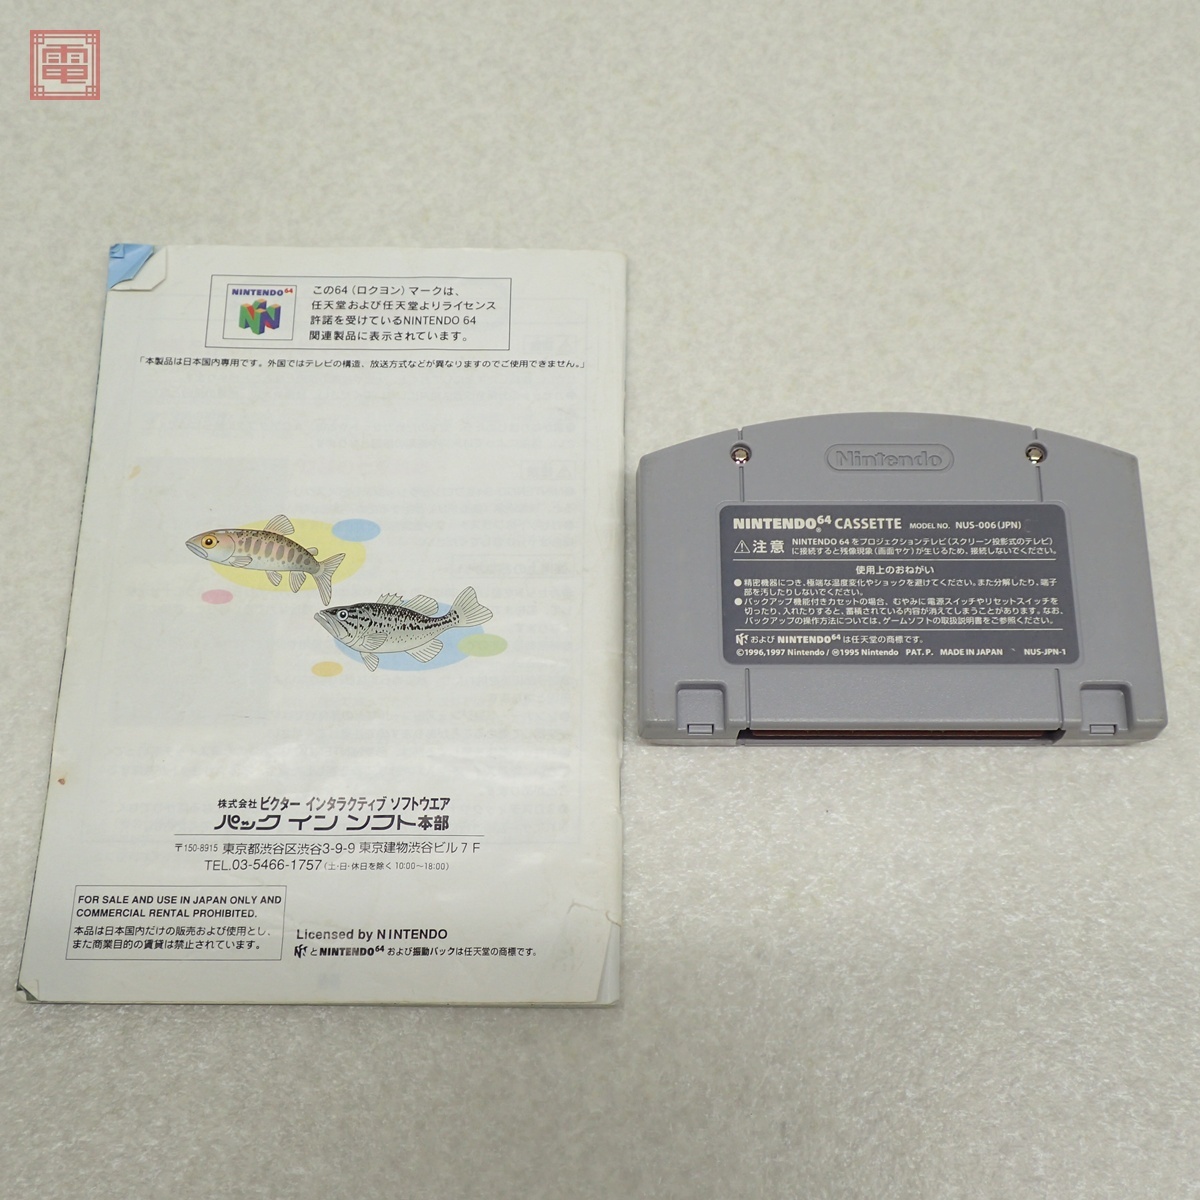 電
NINTENDO64
この64（ロクヨン）マークは、
任天堂および任天堂よりライセンス
許諾を受けているNINTENDO 64
関連製品に表示されています。
「本製品は日本国内専用です。外国ではテレビの構造、放送方式などが異なりますのでご使用できません。」
株式会社 ビクター インタラクティブ ソフトウエア
パック イン ソフト本部
〒150-8915 東京都渋谷区渋谷3-9-9 東京建物渋谷ビル 7 F
TEL.03-5466-1757（土・日・休日を除く 10:00〜18:00）
FOR SALE AND USE IN JAPAN ONLY AND
COMMERCIAL RENTAL PROHIBITED.
本品は日本国内だけの販売および使用とし、
また商業目的の賃貸は禁止されています。
Licensed by NINTENDO
とNINTENDO64および振動パックは任天堂の商標です。
Nintendo
NINTENDO64® CASSETTE MODEL NO. NUS-006(JPN)
⚠注意 NINTENDO 64 をプロジェクションテレビ（スクリーン投影式のテレビ）
に接続すると残像現象（画面ヤケ）が生じるため、接続しないでください。
使用上のおねがい
●精密機器につき、極端な温度変化やショックを避けてください。また分解したり、端子
部を汚したりしないでください。
●バックアップ機能付きカセットの場合、むやみに電源スイッチやリセットスイッチを
切ったり、入れたりすると、蓄積されている内容が消えてしまうことがあります。なお、
バックアップの操作方法については、ゲームソフトの取扱説明書をご参照ください。
および NINTENDO64 は任天堂の商標です。
©1996,1997 Nintendo / Ⓜ1995 Nintendo PAT. P. MADE IN JAPAN NUS-JPN-1